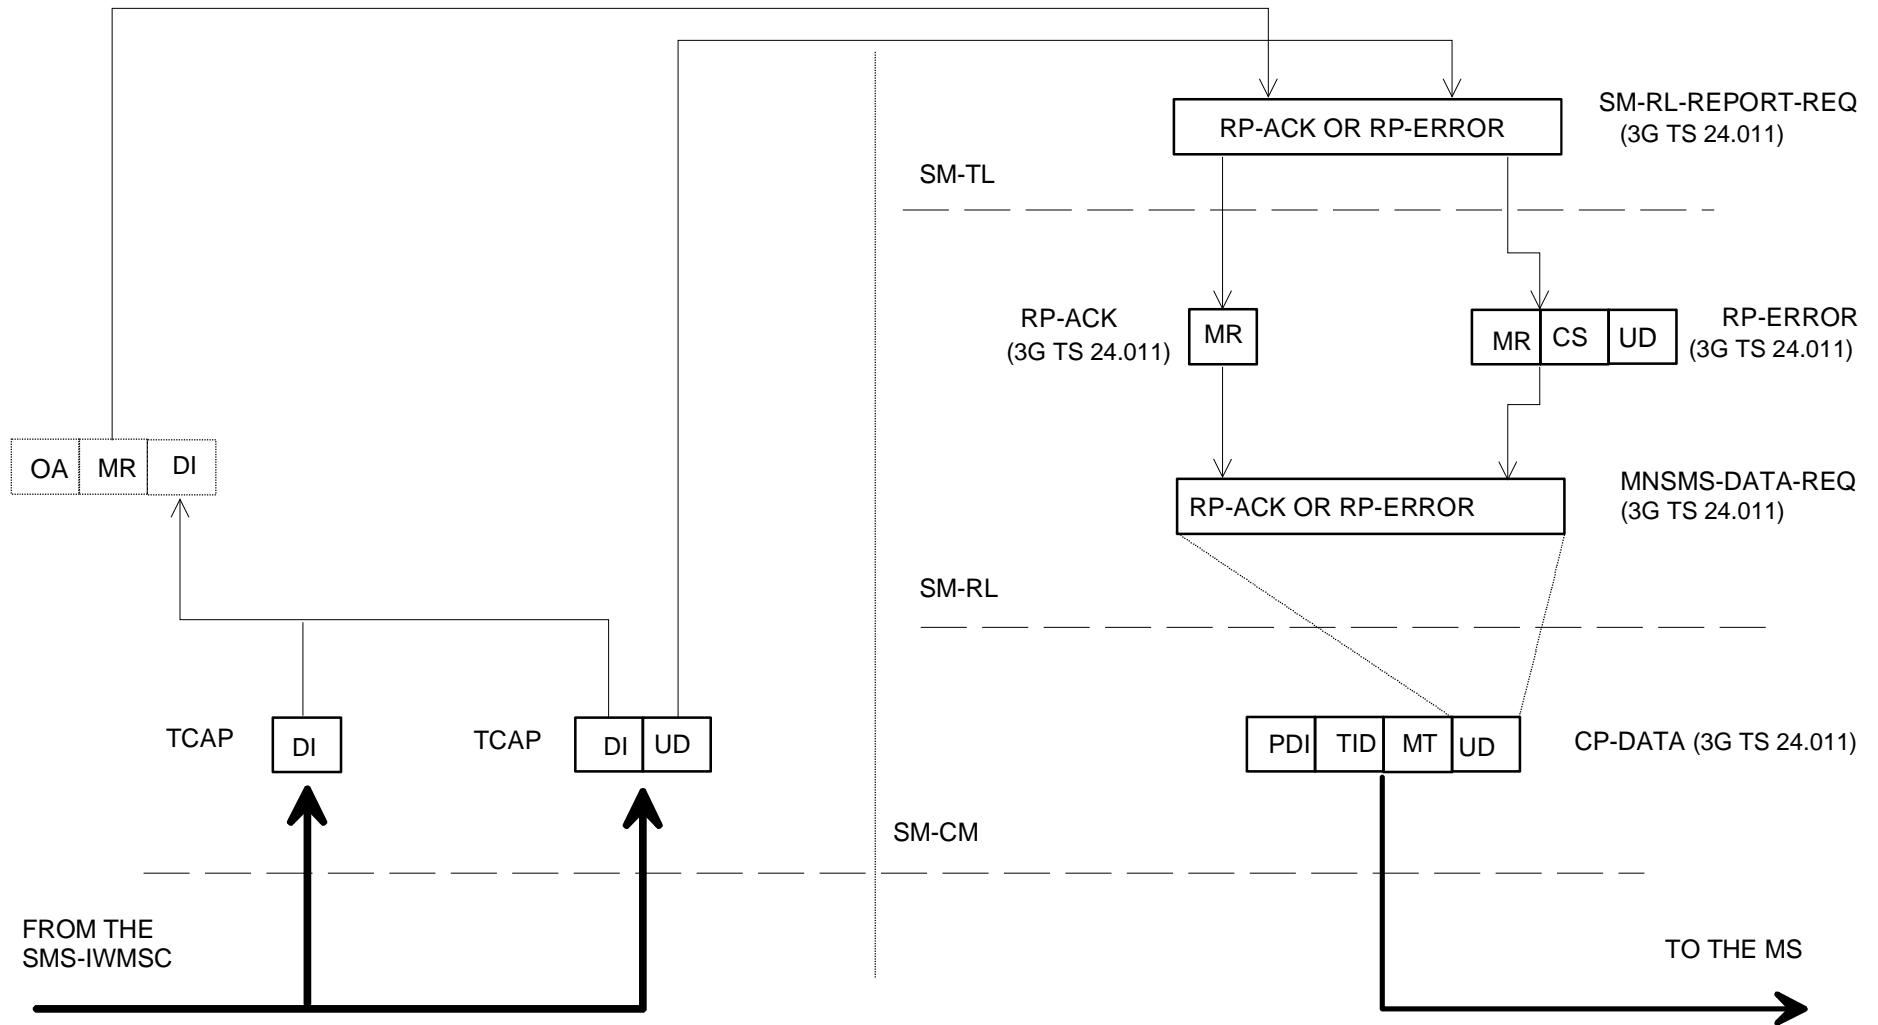 SM-RL-REPORT-REQ
(3G TS 24.011)
RP-ACK OR RP-ERROR
SM-TL
RP-ACK
(3G TS 24.011)
MR
MR CS UD
RP-ERROR
(3G TS 24.011)
OA MR DI
RP-ACK OR RP-ERROR
MNSMS-DATA-REQ
(3G TS 24.011)
SM-RL
TCAP DI
TCAP DI UD
PDI TID MT UD
CP-DATA (3G TS 24.011)
SM-CM
FROM THE
SMS-IWMSC
TO THE MS